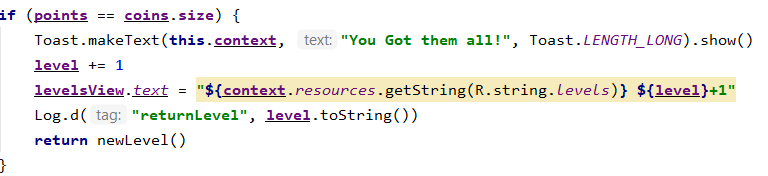 if (points == coins.size) {
Toast.makeText(this.context, text: "You Got them all!", Toast.LENGTH_LONG).show()
level += 1
levelsView.text = "${context.resources.getString(R.string.levels)} ${level}+1"
Log.d( tag: "returnLevel", level.toString())
return newLevel()
}